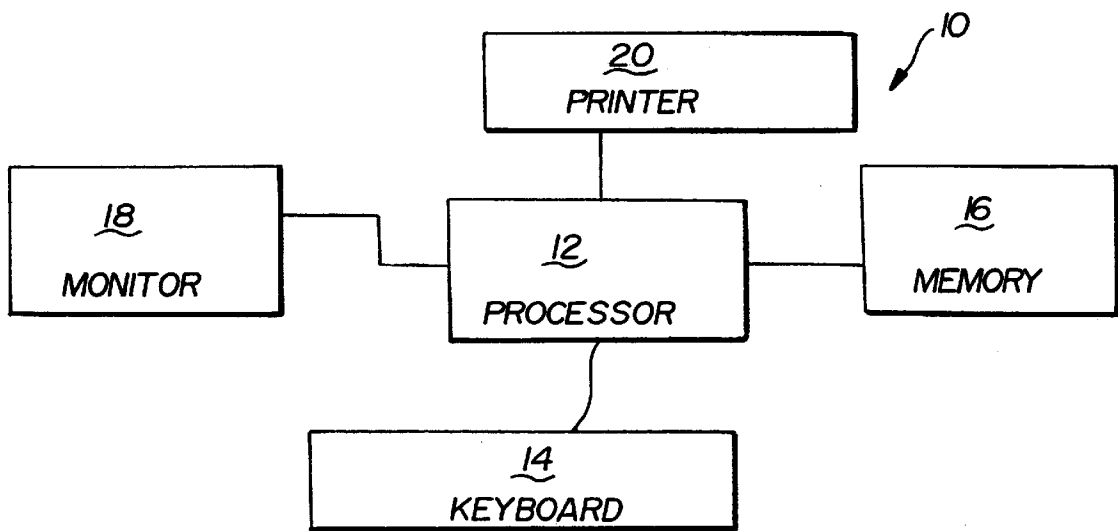 10
20
PRINTER
18
MONITOR
12
PROCESSOR
16
MEMORY
14
KEYBOARD